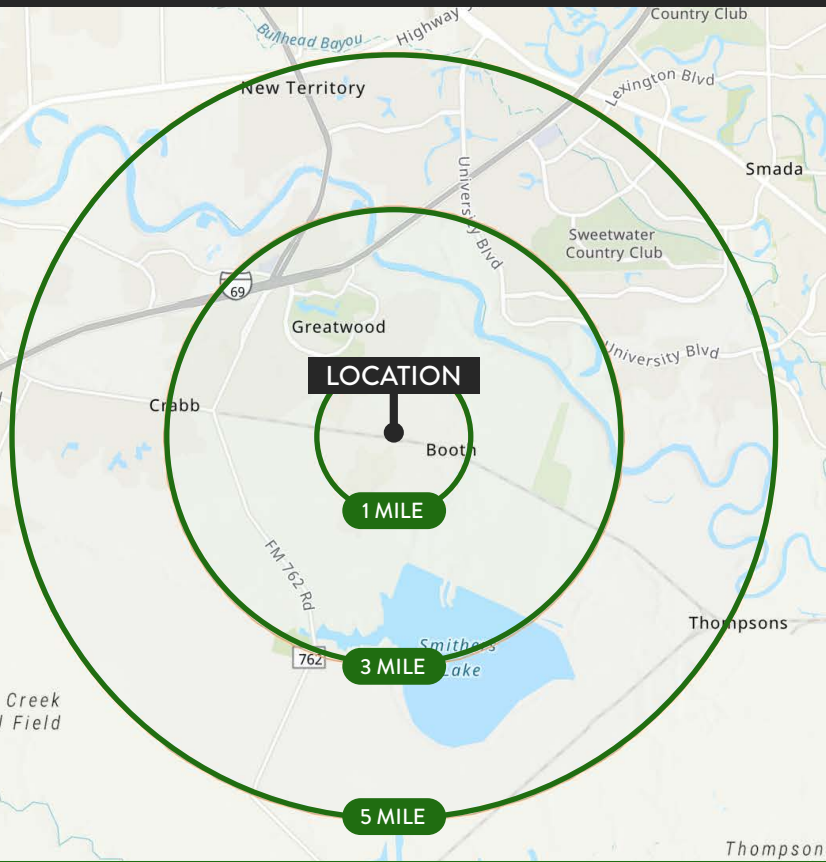 Country Club
Bullhead Bayou
Highway
Lexington Blvd
New Territory
Smada
University Blvd
Sweetwater
Country Club
69
Greatwood
University Blvd
LOCATION
Crabb
Booth
1 MILE
FM 762 Rd
Thompsons
Smithers
Lake
762
3 MILE
Creek
Field
5 MILE
Thompson